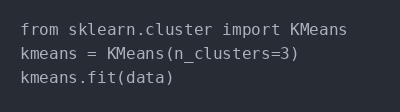 from sklearn.cluster import KMeans
kmeans = KMeans(n_clusters=3)
kmeans.fit(data)